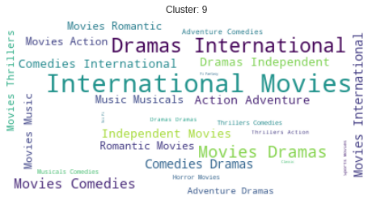 Cluster: 9
Movies Romantic
Adventure Comedies
Movies Action
Dramas International
Comedies International
Dramas Independent
International Movies
Movies Thrillers
Movies International
Movies Music
Music Musicals
Action Adventure
Dramas Dramas
Thrillers Comedies
Independent Movies
Thrillers Action
Romantic Movies
Movies Dramas
Comedies Dramas
Musicals Comedies
Horror Movies
Movies Comedies
Adventure Dramas
Sports Movies